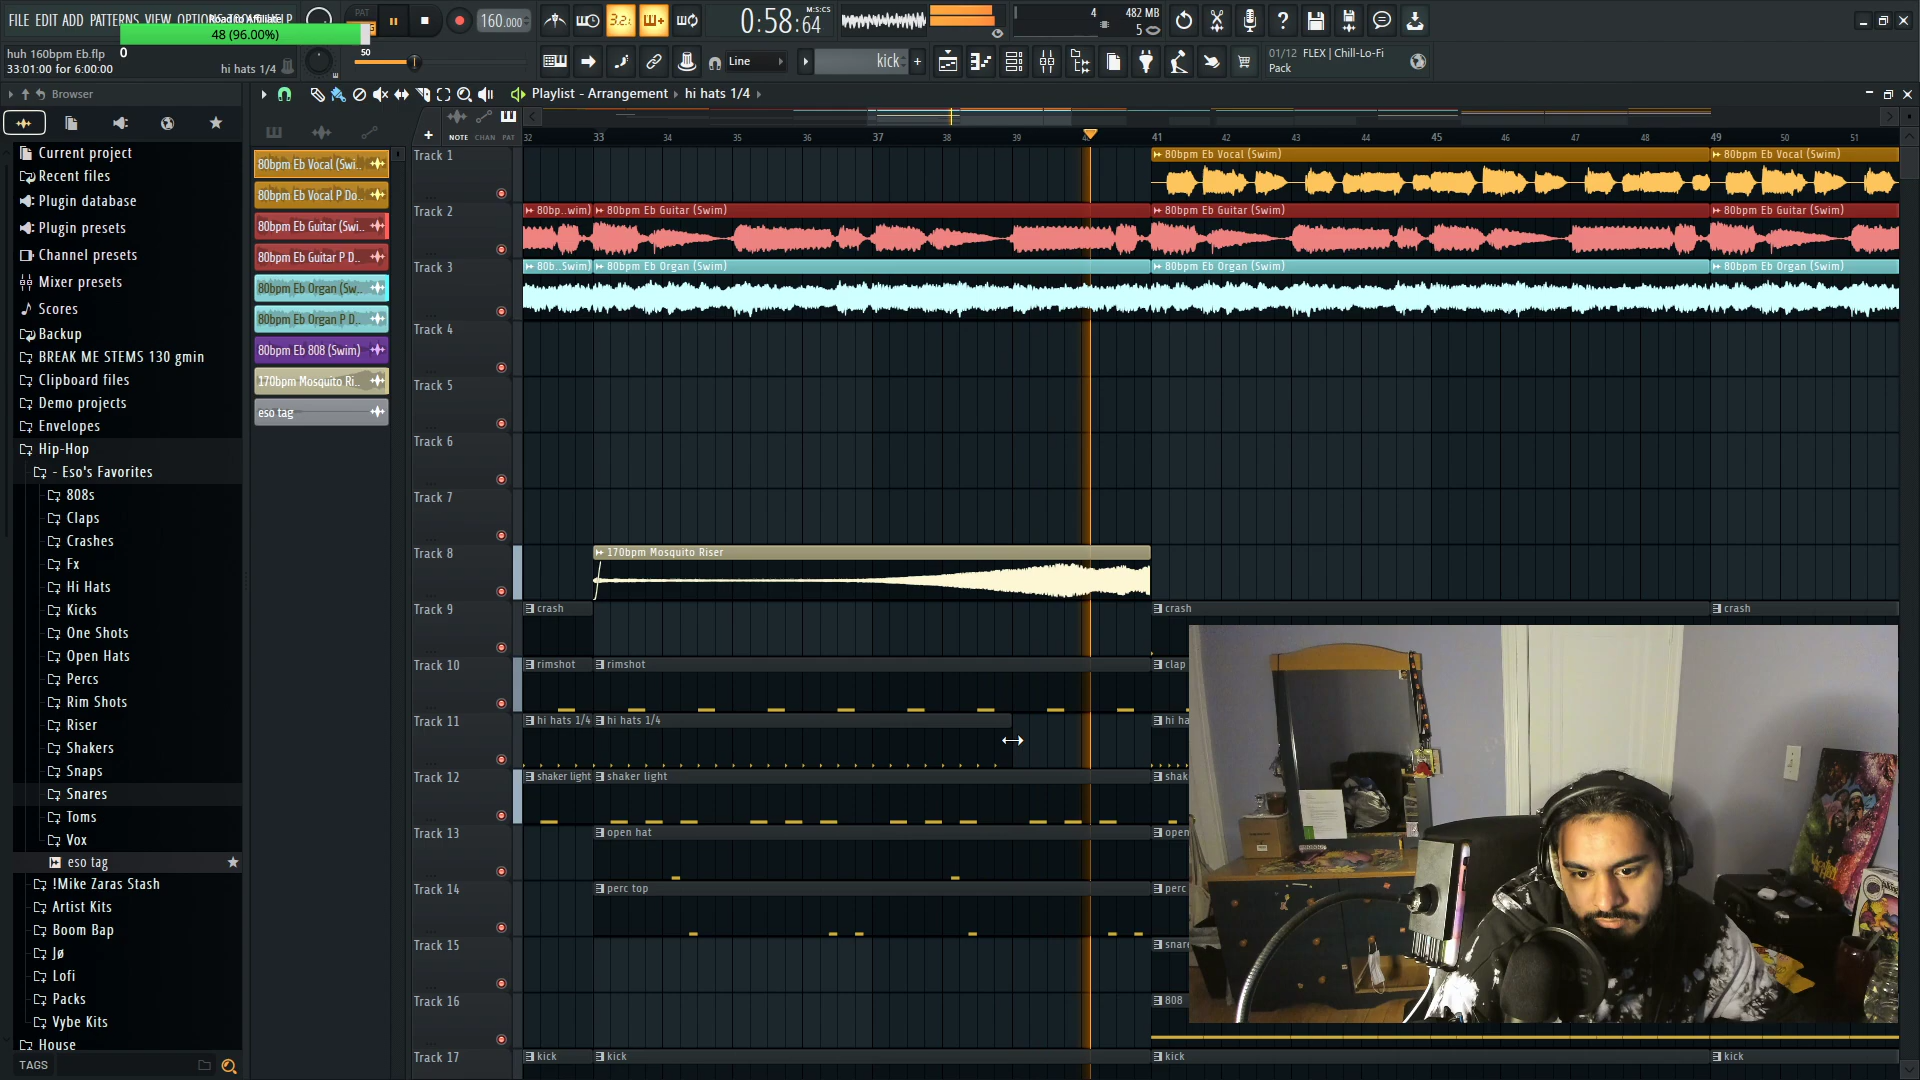 FILE EDIT ADD PATTERNS VIEW
Road to Affiliate!
48 (96.00%)
0
50
huh 160bpm Eb.flp
33:01:00 for 6:00:00
hi hats 1/4
PAT
160.000
3.2.
0:58:64
M:S:CS
4
482 MB
5
Line
kick
01/12 FLEX | Chill-Lo-Fi
Pack
Browser
Playlist - Arrangement
hi hats 1/4
NOTE CHAN PAT
32 33 34 35 36 37 38 39 41 42 43 44 45 46 47 48 49 50 51
Current project
Recent files
Plugin database
Plugin presets
Channel presets
Mixer presets
Scores
Backup
BREAK ME STEMS 130 gmin
Clipboard files
Demo projects
Envelopes
Hip-Hop
- Eso's Favorites
808s
Claps
Crashes
Fx
Hi Hats
Kicks
One Shots
Open Hats
Percs
Rim Shots
Riser
Shakers
Snaps
Snares
Toms
Vox
eso tag
!Mike Zaras Stash
Artist Kits
Boom Bap
Jø
Lofi
Packs
Vybe Kits
House
TAGS
80bpm Eb Vocal (Swi..
80bpm Eb Vocal P Do..
80bpm Eb Guitar (Swi..
80bpm Eb Guitar P D..
80bpm Eb Organ (Sw..
80bpm Eb Organ P D..
80bpm Eb 808 (Swim)
170bpm Mosquito Ri..
eso tag
Track 1
80bpm Eb Vocal (Swim)
80bpm Eb Vocal (Swim)
Track 2
80bp..wim)
80bpm Eb Guitar (Swim)
80bpm Eb Guitar (Swim)
80bpm Eb Guitar (Swim)
Track 3
80b..Swim)
80bpm Eb Organ (Swim)
80bpm Eb Organ (Swim)
80bpm Eb Organ (Swim)
Track 4
Track 5
Track 6
Track 7
Track 8
170bpm Mosquito Riser
Track 9
crash
crash
crash
Track 10
rimshot
rimshot
clap
Track 11
hi hats 1/4
hi hats 1/4
hi ha
Track 12
shaker light
shaker light
shak
Track 13
open hat
open
Track 14
perc top
perc
Track 15
snare
Track 16
808
Track 17
kick
kick
kick
kick